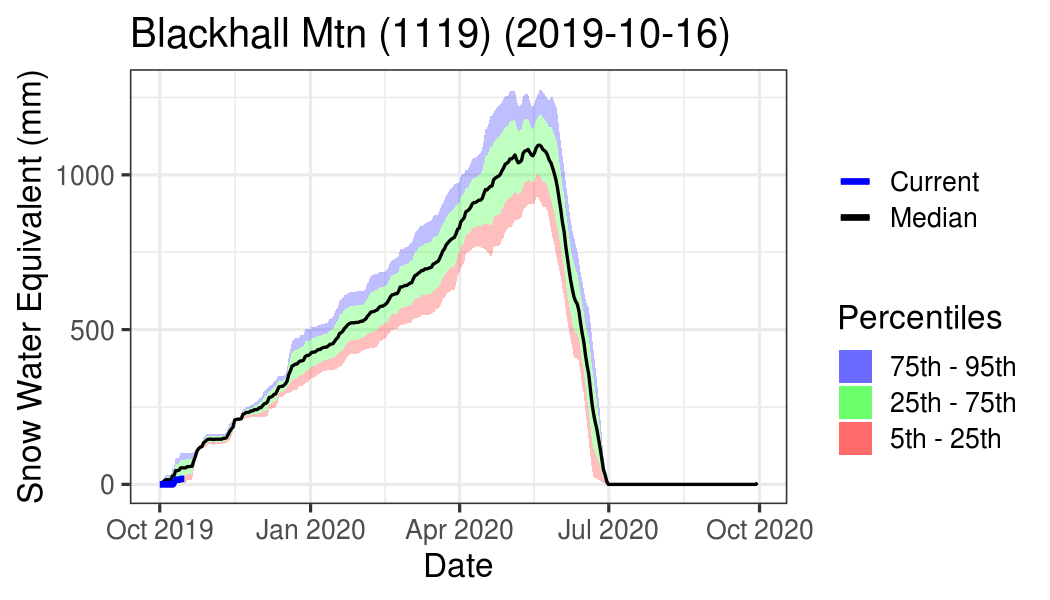 Blackhall Mtn (1119) (2019-10-16)
Snow Water Equivalent (mm)
1000
500
0
Oct 2019
Jan 2020
Apr 2020
Jul 2020
Oct 2020
Date
Current
Median
Percentiles
75th - 95th
25th - 75th
5th - 25th